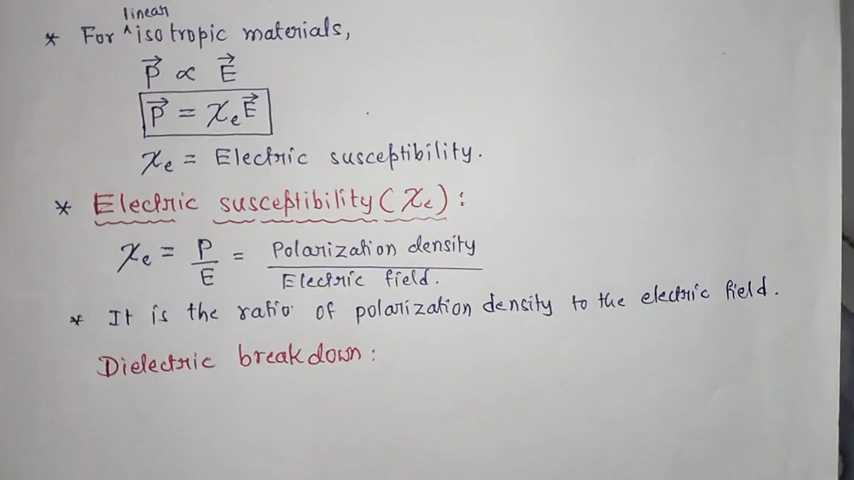 * For ^linear isotropic materials,
P⃗ ∝ E⃗
P⃗ = χₑE⃗
χₑ = Electric susceptibility.
* Electric susceptibility (χₑ) :
χₑ = P/E = Polarization density / Electric field.
* It is the ratio of polarization density to the electric field.
Dielectric breakdown :